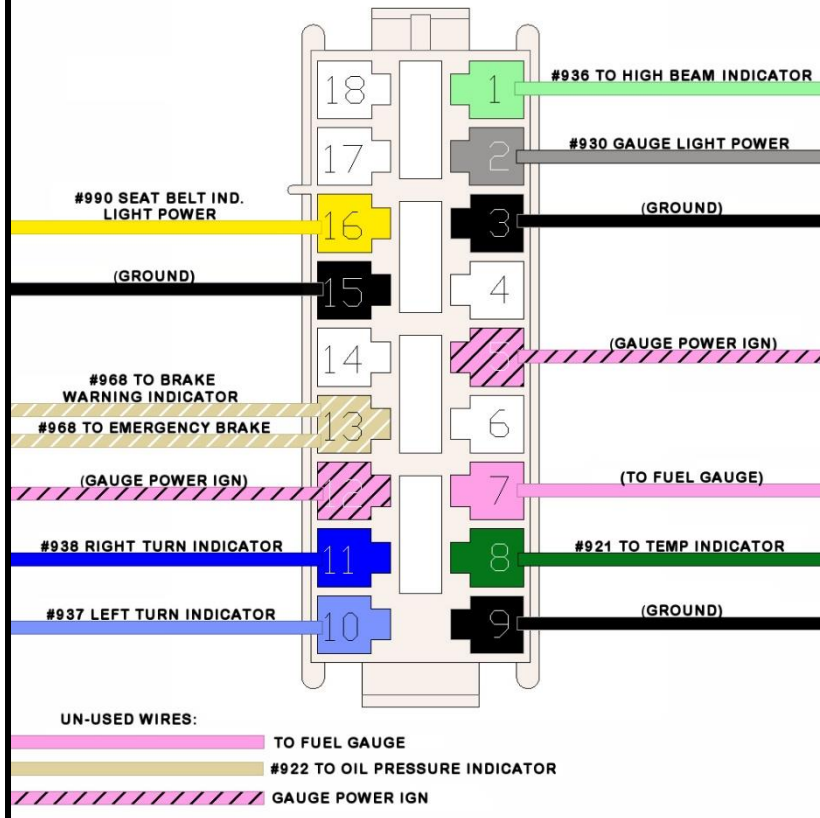 18
1
#936 TO HIGH BEAM INDICATOR
17
2
#930 GAUGE LIGHT POWER
#990 SEAT BELT IND.
LIGHT POWER
16
3
(GROUND)
(GROUND)
15
4
14
5
(GAUGE POWER IGN)
#968 TO BRAKE
WARNING INDICATOR
#968 TO EMERGENCY BRAKE
13
6
(GAUGE POWER IGN)
12
7
(TO FUEL GAUGE)
#938 RIGHT TURN INDICATOR
11
8
#921 TO TEMP INDICATOR
#937 LEFT TURN INDICATOR
10
9
(GROUND)
UN-USED WIRES:
TO FUEL GAUGE
#922 TO OIL PRESSURE INDICATOR
GAUGE POWER IGN